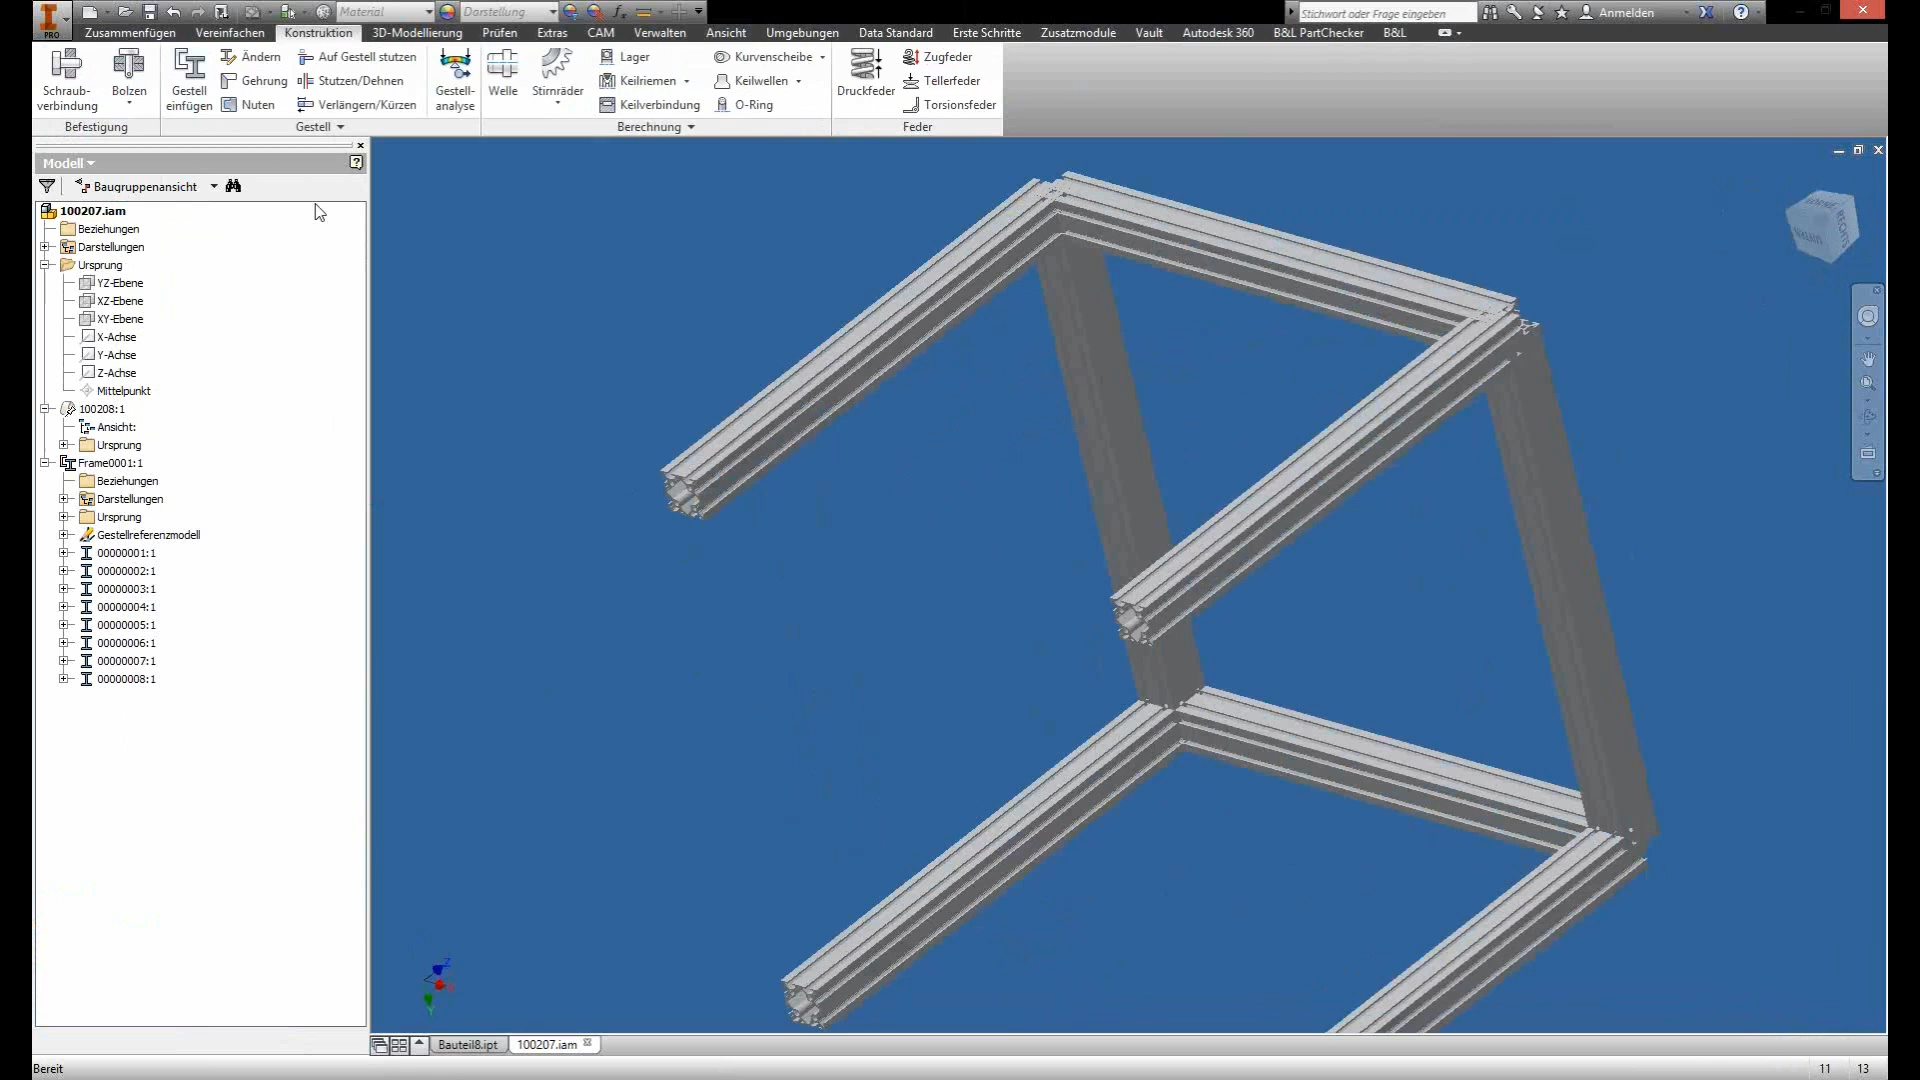 PRO
Material
Darstellung
Stichwort oder Frage eingeben
Anmelden
Zusammenfügen Vereinfachen Konstruktion 3D-Modellierung Prüfen Extras CAM Verwalten Ansicht Umgebungen Data Standard Erste Schritte Zusatzmodule Vault Autodesk 360 B&L PartChecker B&L
Schraub-
verbindung
Bolzen
Gestell
einfügen
Ändern
Gehrung
Nuten
Auf Gestell stutzen
Stutzen/Dehnen
Verlängern/Kürzen
Gestell-
analyse
Welle
Stirnräder
Lager
Keilriemen
Keilverbindung
Kurvenscheibe
Keilwellen
O-Ring
Druckfeder
Zugfeder
Tellerfeder
Torsionsfeder
Befestigung
Gestell
Berechnung
Feder
Modell
Baugruppenansicht
100207.iam
Beziehungen
Darstellungen
Ursprung
YZ-Ebene
XZ-Ebene
XY-Ebene
X-Achse
Y-Achse
Z-Achse
Mittelpunkt
100208:1
Ansicht:
Ursprung
Frame0001:1
Beziehungen
Darstellungen
Ursprung
Gestellreferenzmodell
00000001:1
00000002:1
00000003:1
00000004:1
00000005:1
00000006:1
00000007:1
00000008:1
RECHTS
UNTEN
Z
Y
Bauteil8.ipt
100207.iam
Bereit
11
13